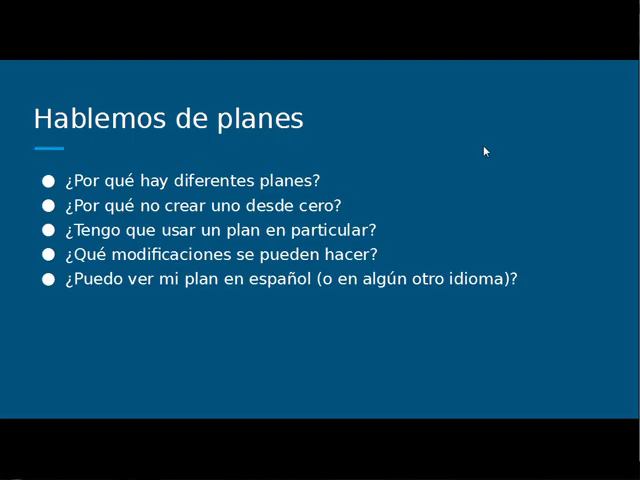 Hablemos de planes
● ¿Por qué hay diferentes planes?
● ¿Por qué no crear uno desde cero?
● ¿Tengo que usar un plan en particular?
● ¿Qué modificaciones se pueden hacer?
● ¿Puedo ver mi plan en español (o en algún otro idioma)?